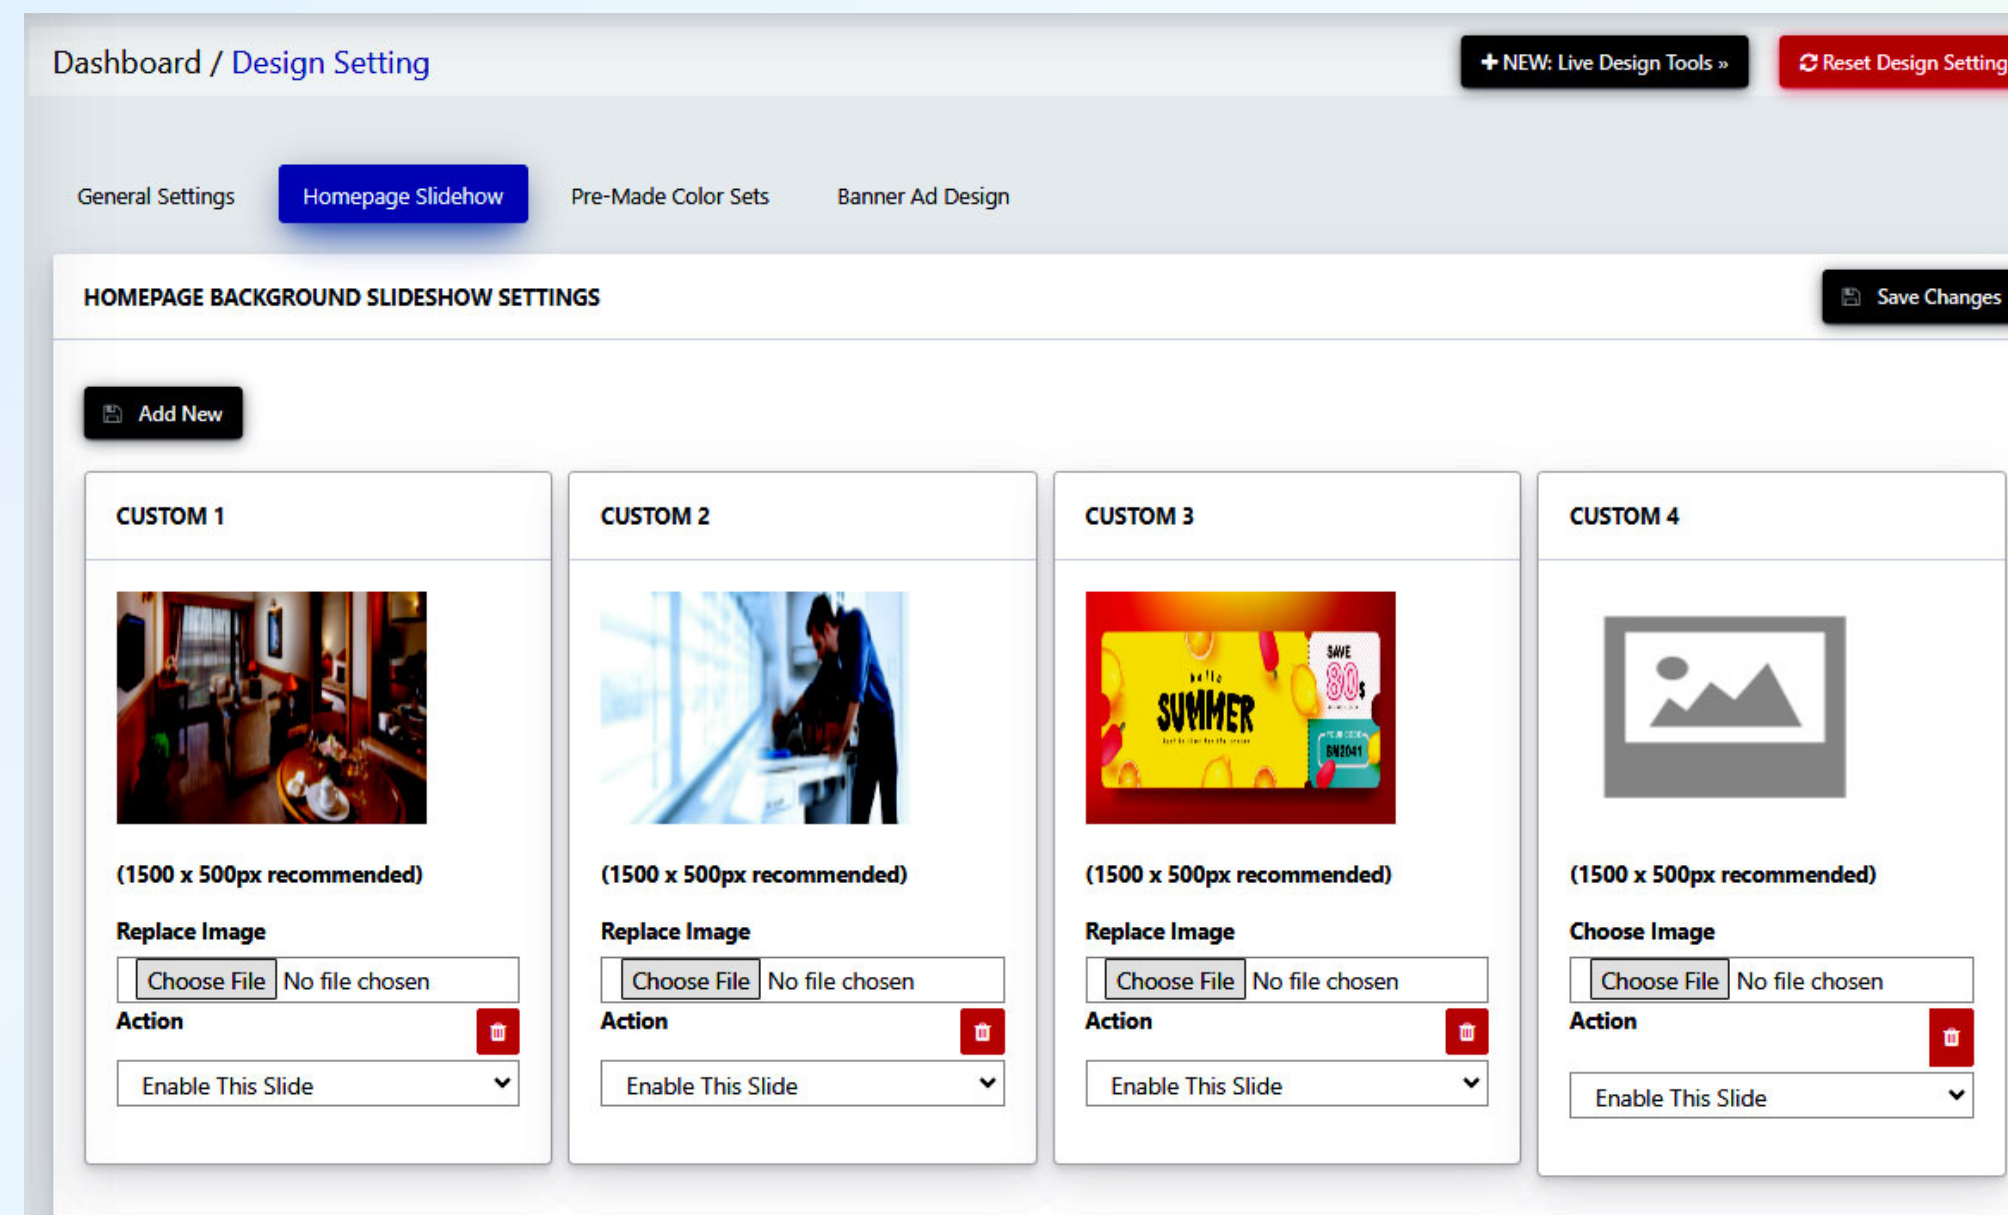 Dashboard / Design Setting
NEW: Live Design Tools »
Reset Design Setting
General Settings
Homepage Slidehow
Pre-Made Color Sets
Banner Ad Design
HOMEPAGE BACKGROUND SLIDESHOW SETTINGS
Save Changes
Add New
CUSTOM 1
(1500 x 500px recommended)
Replace Image
Choose File No file chosen
Action
Enable This Slide
CUSTOM 2
(1500 x 500px recommended)
Replace Image
Choose File No file chosen
Action
Enable This Slide
CUSTOM 3
hello
SUMMER
SAVE
80$
YOUR CODE
SM2041
(1500 x 500px recommended)
Replace Image
Choose File No file chosen
Action
Enable This Slide
CUSTOM 4
(1500 x 500px recommended)
Choose Image
Choose File No file chosen
Action
Enable This Slide